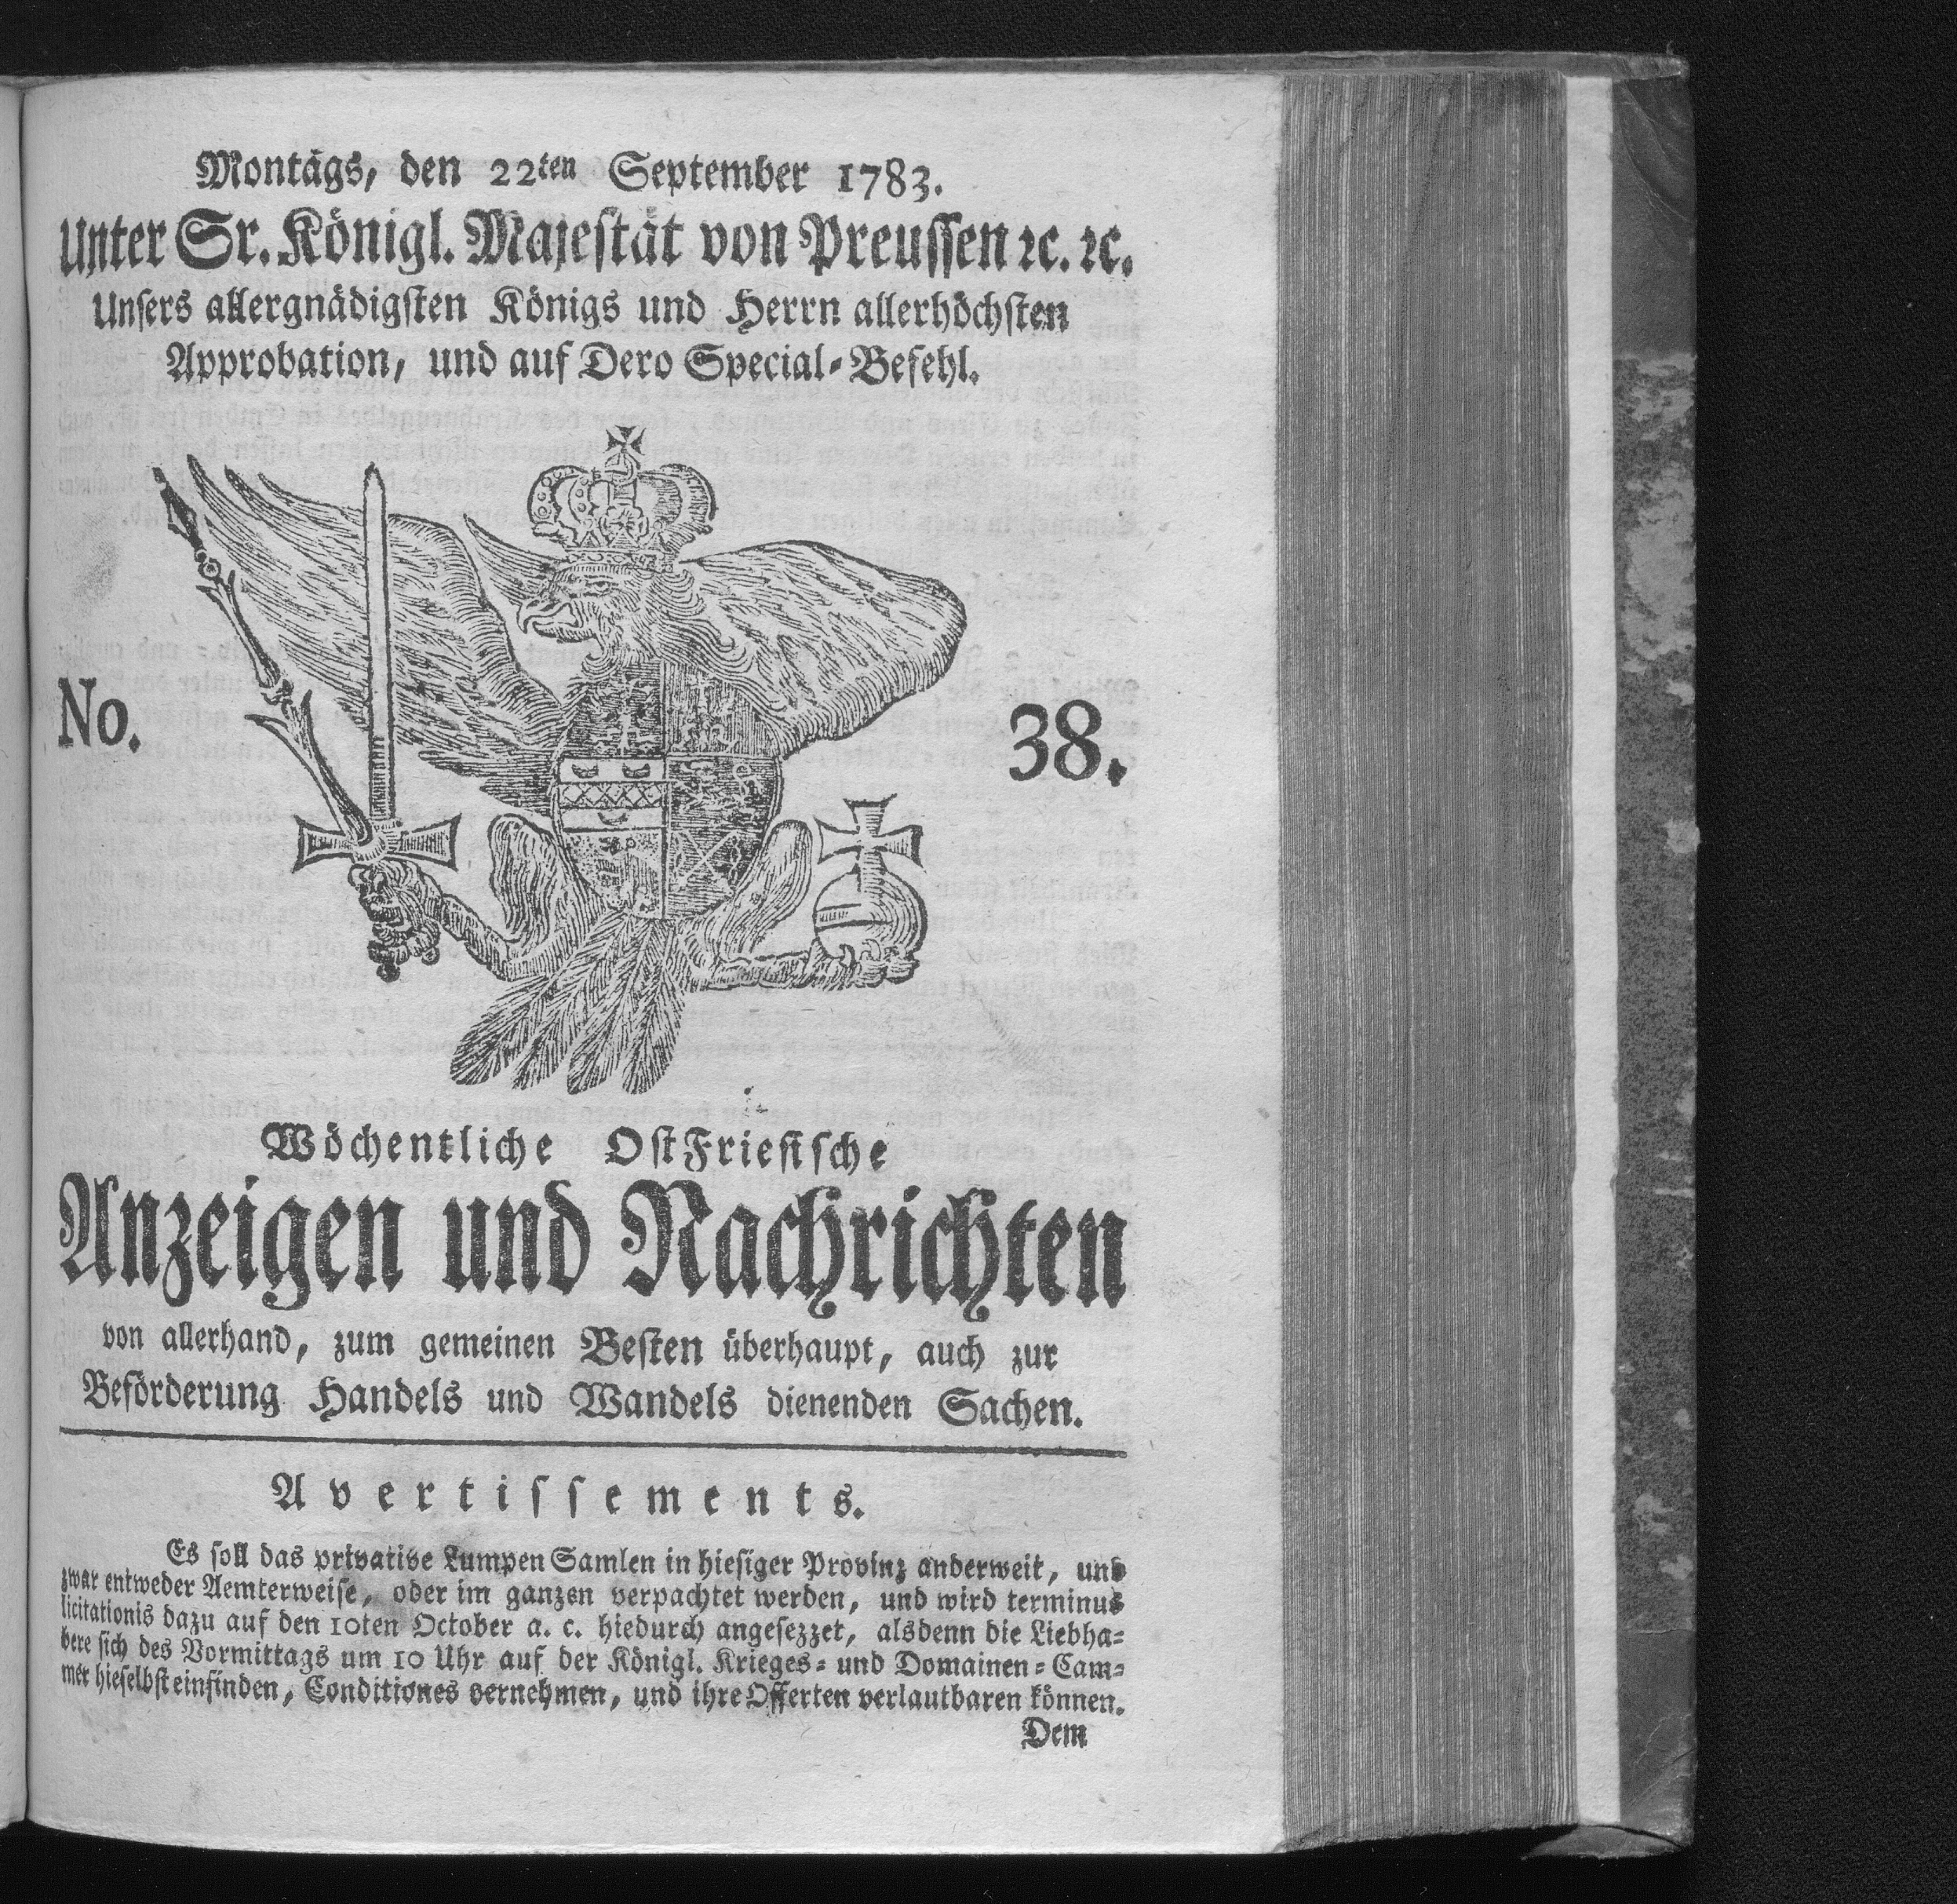 Montags, den 22ten September 1783.
Unter Sr. Königl. Majestät von Preussen ꝛc. ꝛc.
Unsers allergnädigsten Königs und Herrn allerhöchsten
Approbation, und auf Dero Special-Befehl.
No. 38.
Wöchentliche OstFriesische
Anzeigen und Nachrichten
von allerhand, zum gemeinen Besten überhaupt, auch zur
Beförderung Handels und Wandels dienenden Sachen.
Avertissements.
Es soll das privative Lumpen Samlen in hiesiger Provinz anderweit, und
zwar entweder Aemterweise, oder im ganzen verpachtet werden, und wird terminus
licitationis dazu auf den 10ten October a. c. hiedurch angesezzet, alsdenn die Liebha-
bere sich des Vormittags um 10 Uhr auf der Königl. Krieges- und Domainen-Cam-
mer hieselbst einfinden, Conditiones vernehmen, und ihre Offerten verlautbaren können.
Dem